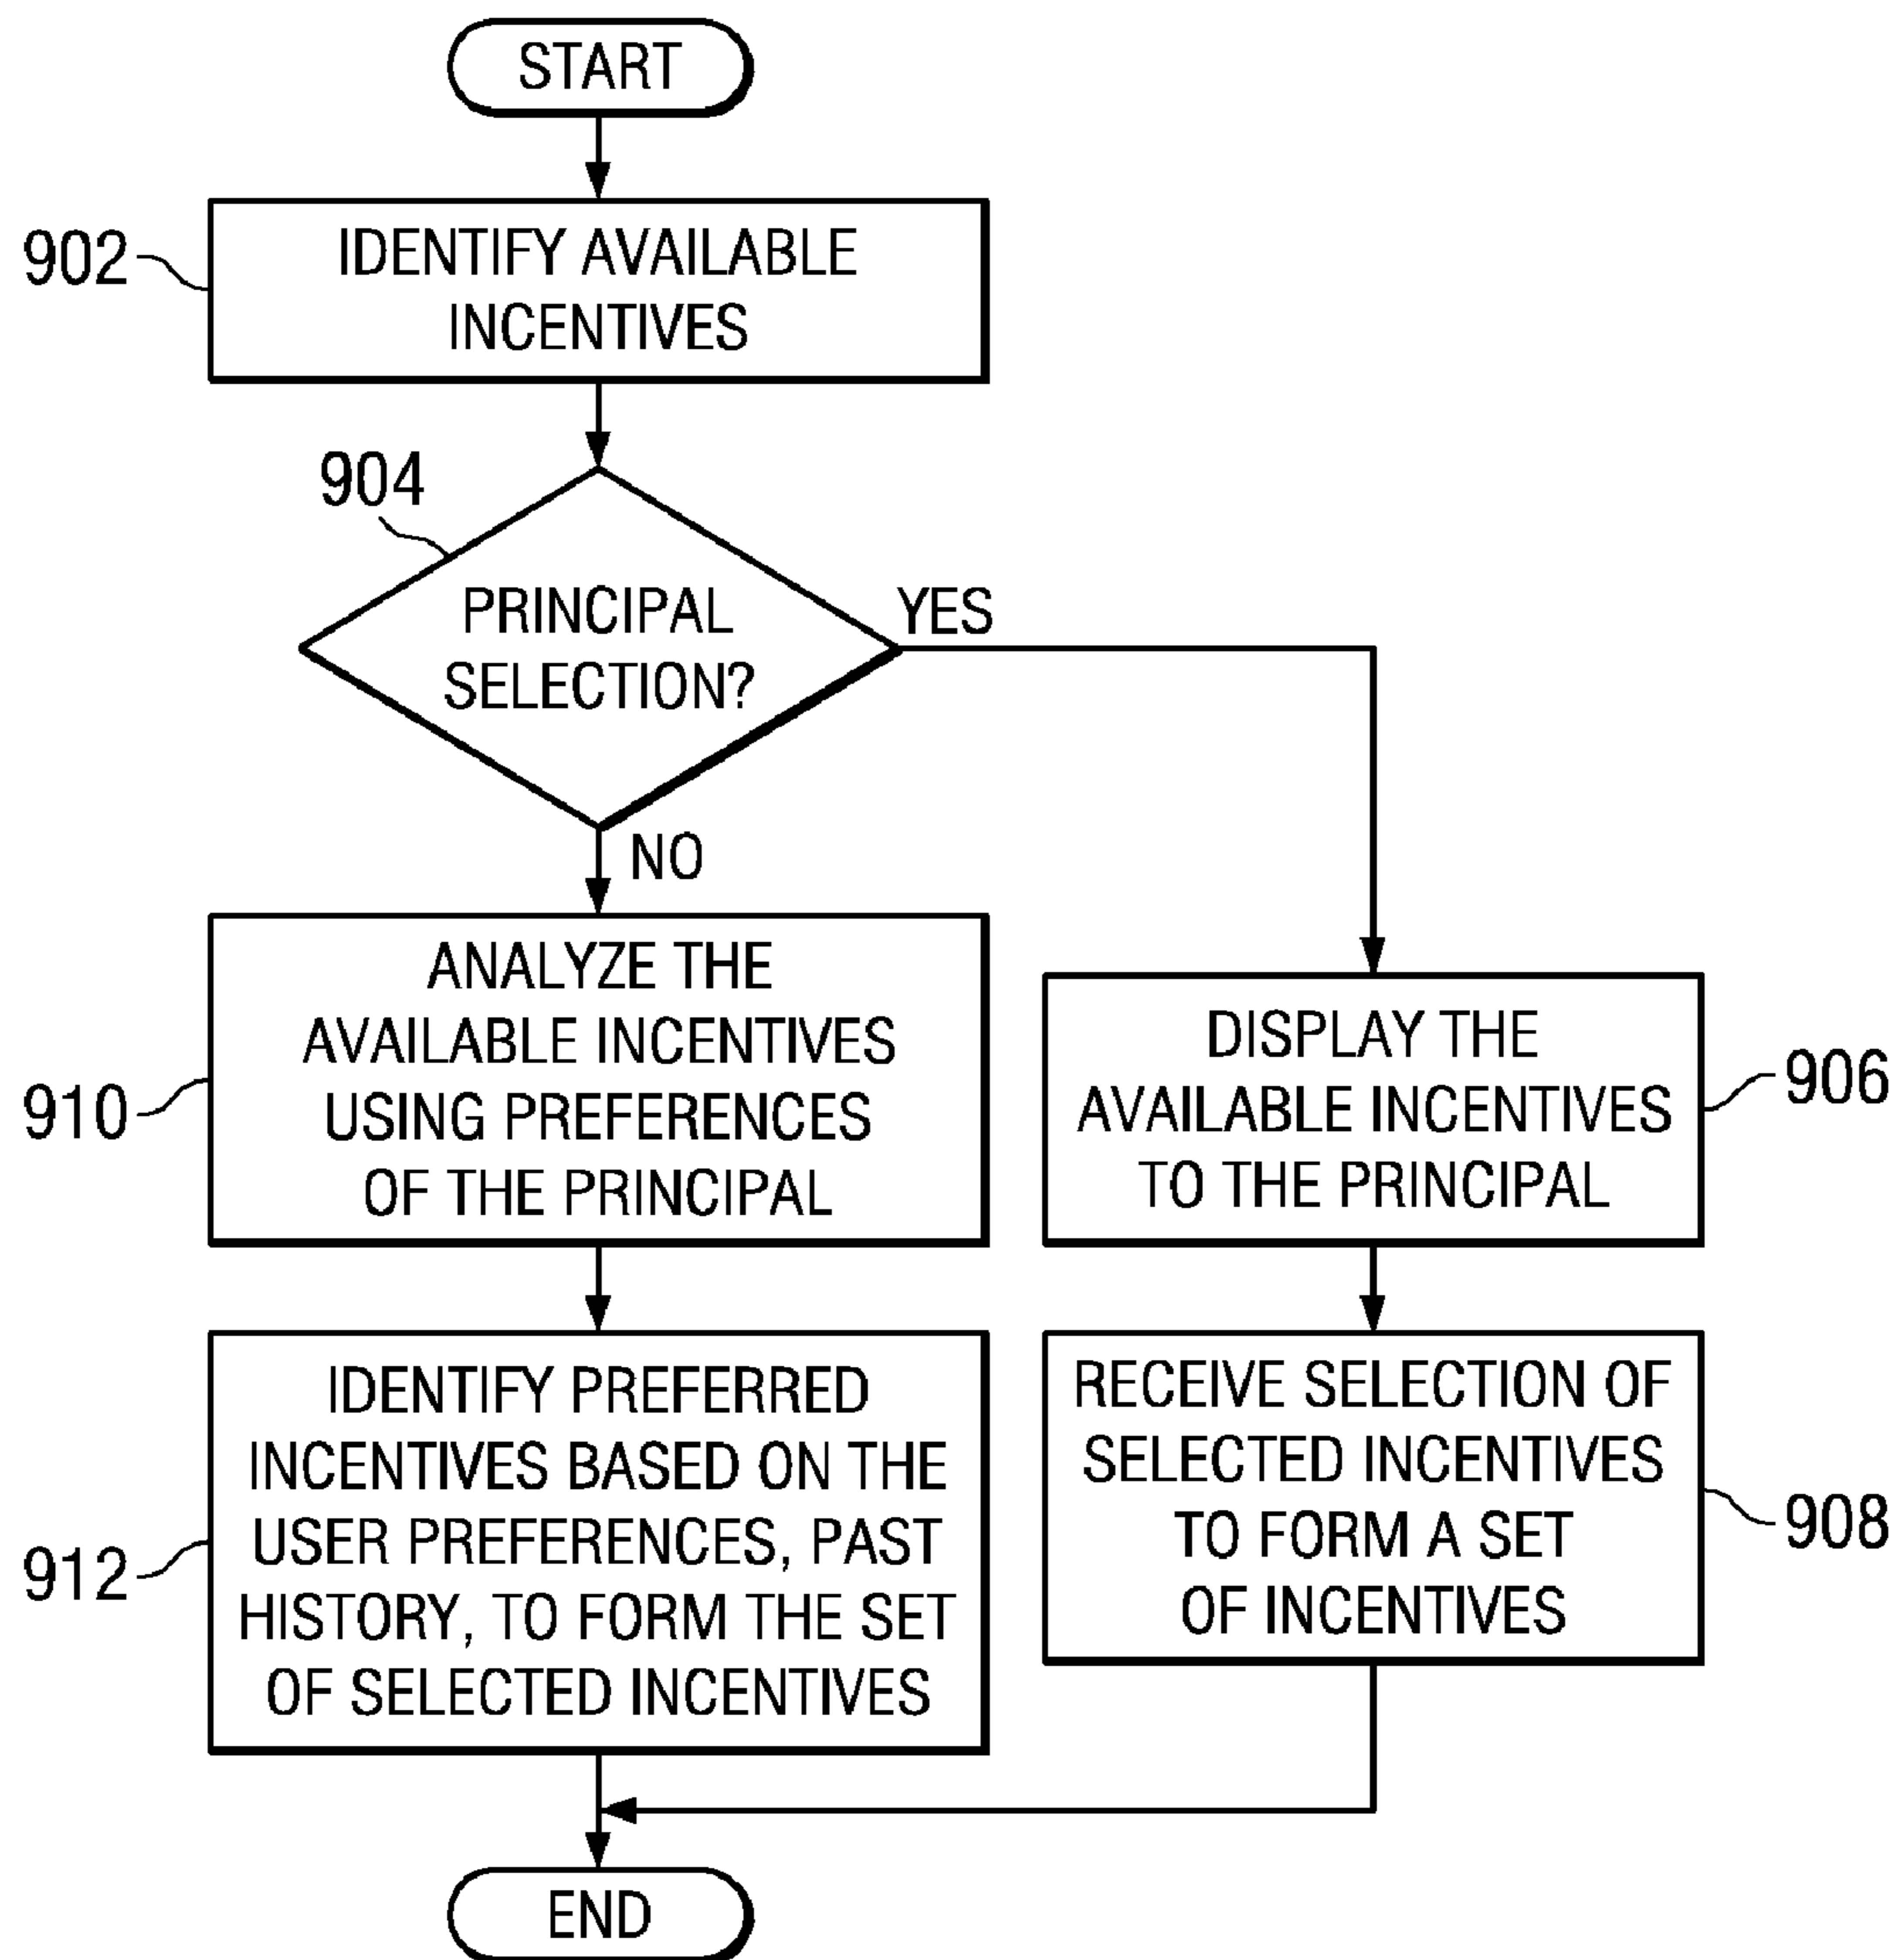 START
902
IDENTIFY AVAILABLE
INCENTIVES
904
PRINCIPAL
SELECTION?
YES
NO
910
ANALYZE THE
AVAILABLE INCENTIVES
USING PREFERENCES
OF THE PRINCIPAL
DISPLAY THE
AVAILABLE INCENTIVES
TO THE PRINCIPAL
906
912
IDENTIFY PREFERRED
INCENTIVES BASED ON THE
USER PREFERENCES, PAST
HISTORY, TO FORM THE SET
OF SELECTED INCENTIVES
RECEIVE SELECTION OF
SELECTED INCENTIVES
TO FORM A SET
OF INCENTIVES
908
END